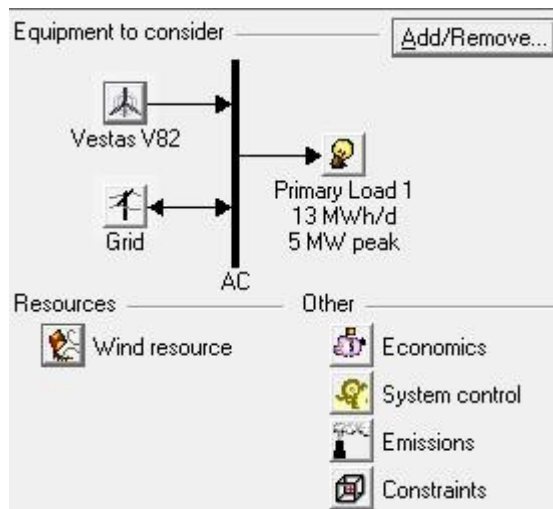 Equipment to consider
Add/Remove...
Vestas V82
Primary Load 1
13 MWh/d
5 MW peak
Grid
AC
Resources
Other
Wind resource
Economics
System control
Emissions
Constraints